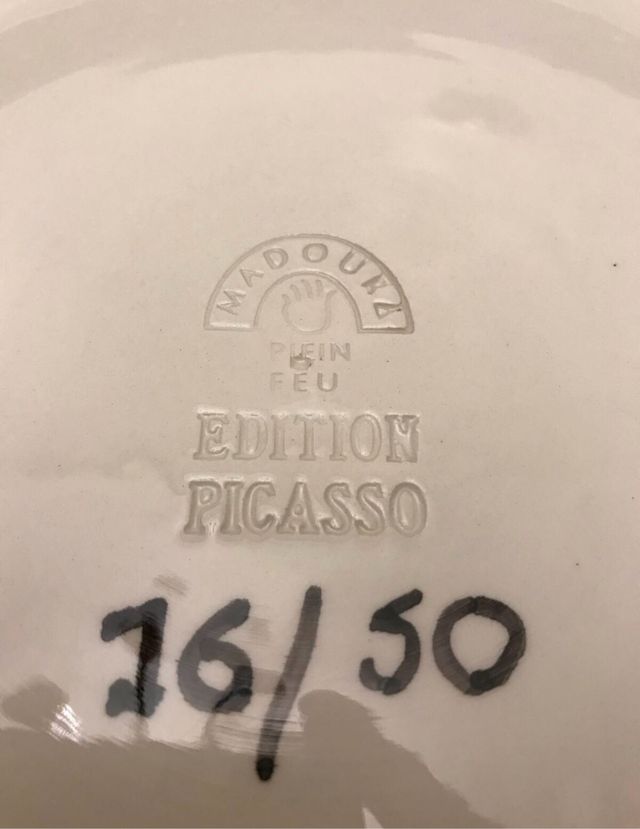 MADOURA
PLEIN
FEU
EDITION
PICASSO
16/50